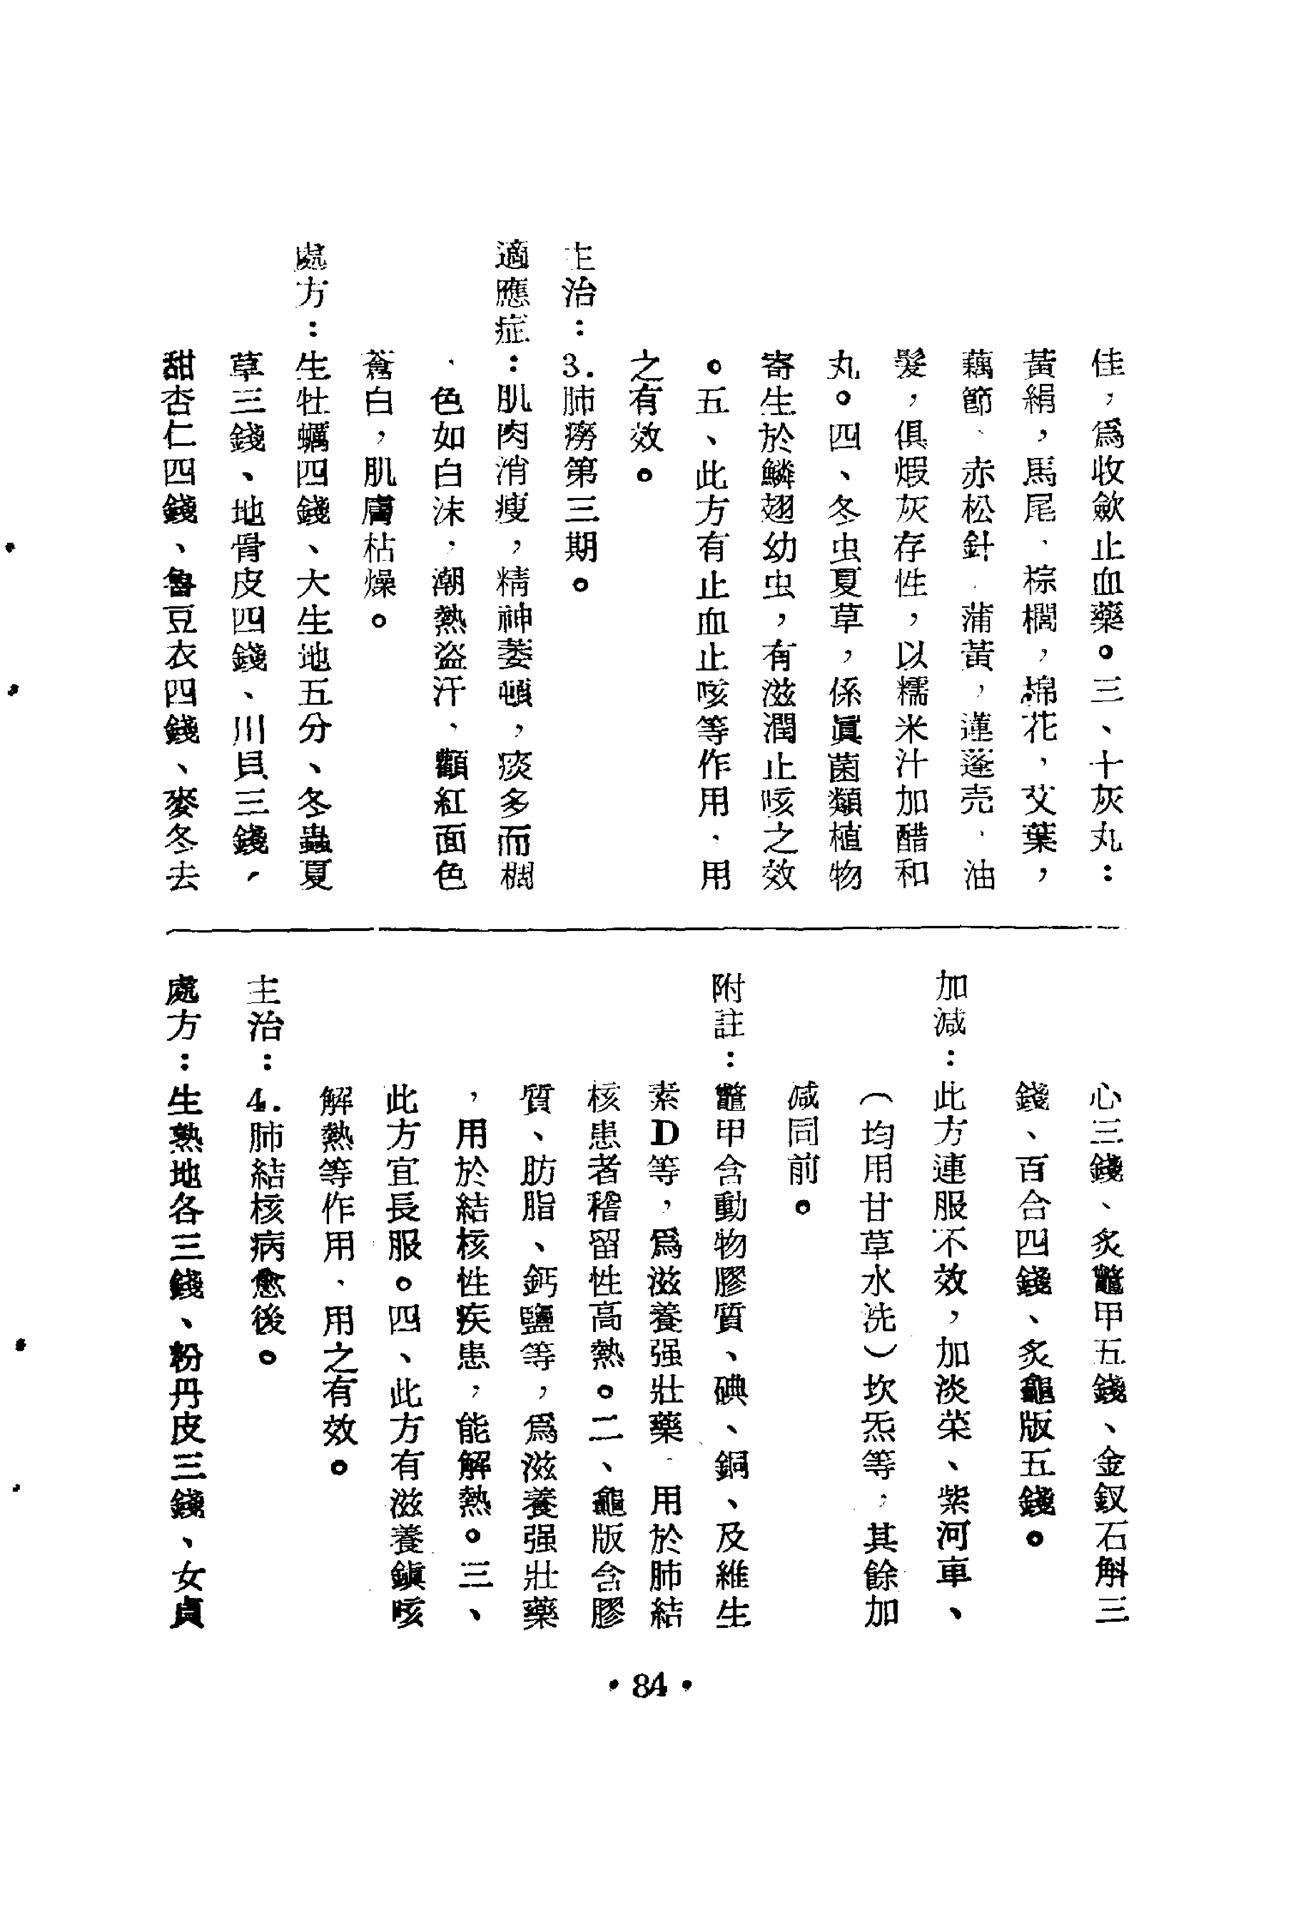 佳，爲收斂止血藥。三、十灰丸：
黃絹，馬尾、棕櫚，棉花，艾葉，
藕節、赤松針、蒲黃，蓮蓬壳、油
髮，俱煅灰存性，以糯米汁加醋和
丸。四、冬虫夏草，係眞菌類植物
寄生於鱗翅幼虫，有滋潤止咳之效
。五、此方有止血止咳等作用，用
之有效。
主治：3.肺癆第三期。
適應症：肌肉消瘦，精神萎頓，痰多而稠
、色如白沫，潮熱盜汗，顴紅面色
蒼白，肌膚枯燥。
處方：生牡蠣四錢、大生地五分、冬蟲夏
草三錢、地骨皮四錢、川貝三錢，
甜杏仁四錢、魯豆衣四錢、麥冬去
心三錢、炙鼈甲五錢、金釵石斛三
錢、百合四錢、炙龜版五錢。
加減：此方連服不效，加淡菜、紫河車、
（均用甘草水洗）坎炁等，其餘加
減同前。
附註：鼈甲含動物膠質、碘、銅、及維生
素D等，爲滋養强壯藥，用於肺結
核患者稽留性高熱。二、龜版含膠
質、肪脂、鈣鹽等，爲滋養强壯藥
，用於結核性疾患，能解熱。三、
此方宜長服。四、此方有滋養鎭咳
解熱等作用，用之有效。
主治：4.肺結核病愈後。
處方：生熟地各三錢、粉丹皮三錢、女貞
•84•